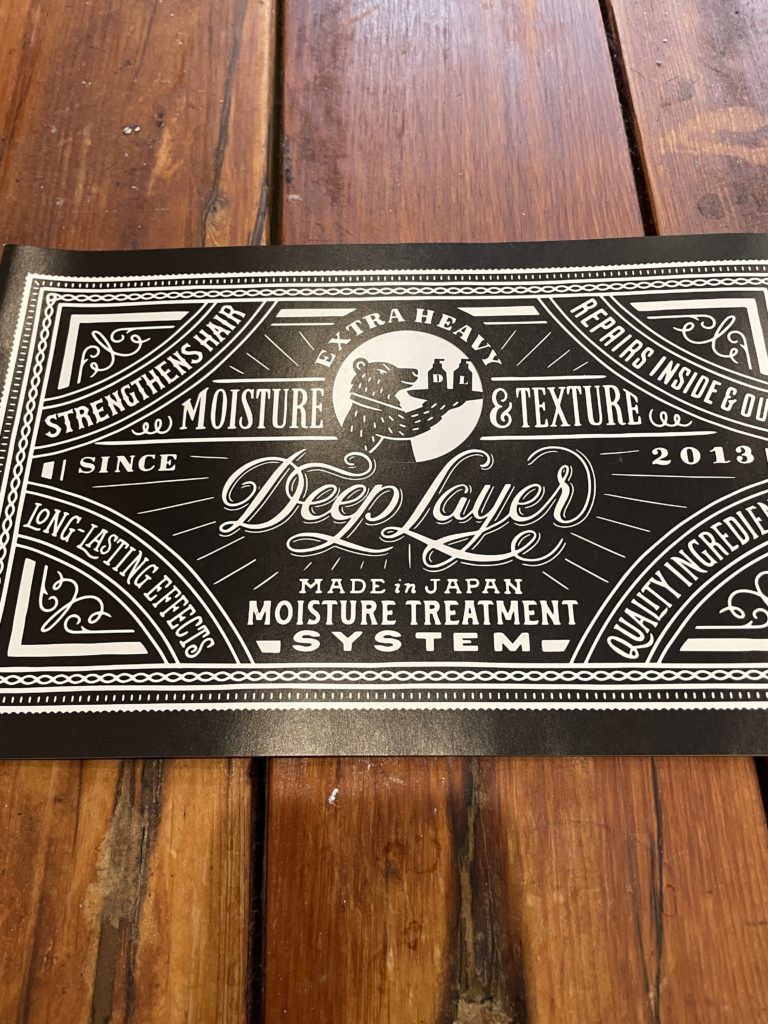 EXTRA HEAVY
STRENGTHENS HAIR
REPAIRS INSIDE &
MOISTURE & TEXTURE
D L
SINCE 2013
Deep Layer
LONG-LASTING EFFECTS
QUALITY
MADE in JAPAN
MOISTURE TREATMENT
SYSTEM